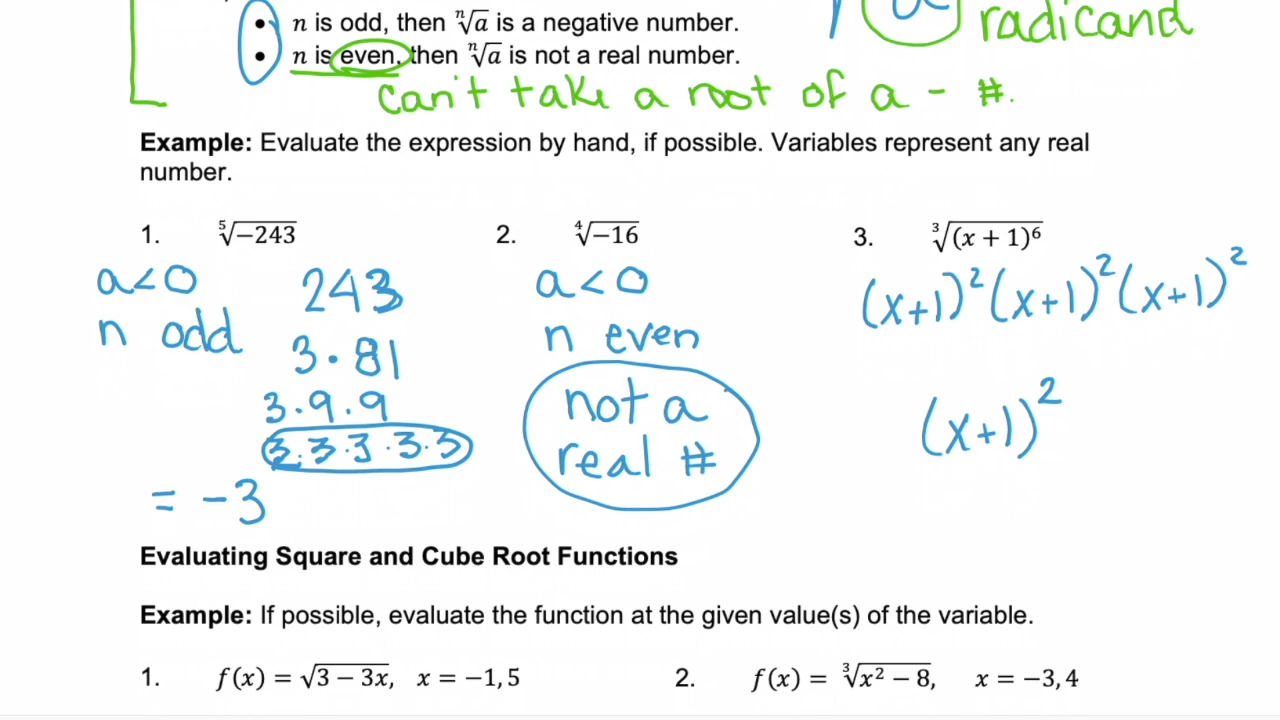 • n is odd, then ⁿ√a is a negative number.
radicand
• n is even, then ⁿ√a is not a real number.
can't take a root of a - #.
Example: Evaluate the expression by hand, if possible. Variables represent any real
number.
1. ⁵√−243
2. ⁴√−16
3. ³√(x + 1)⁶
a<0
n odd
243
3·81
3·9·9
3·3·3·3·3
= -3
a<0
n even
not a
real #
(x+1)²(x+1)²(x+1)²
(x+1)²
Evaluating Square and Cube Root Functions
Example: If possible, evaluate the function at the given value(s) of the variable.
1. f(x) = √3 − 3x, x = −1, 5
2. f(x) = ³√x² − 8, x = −3, 4